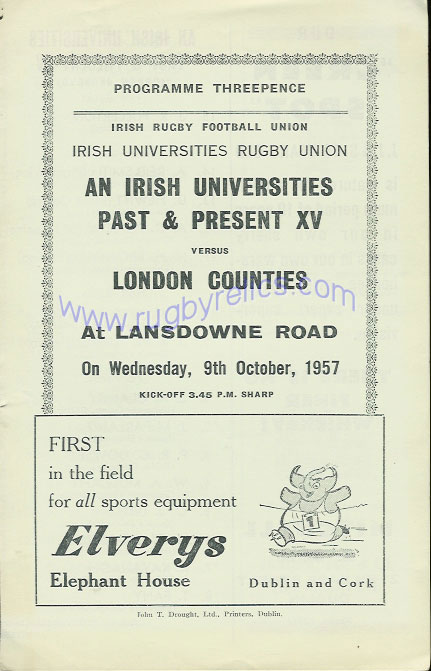 PROGRAMME THREEPENCE
IRISH RUGBY FOOTBALL UNION
IRISH UNIVERSITIES RUGBY UNION
AN IRISH UNIVERSITIES
PAST & PRESENT XV
VERSUS
LONDON COUNTIES
www.rugbyrelics.com
At LANSDOWNE ROAD
On Wednesday, 9th October, 1957
KICK-OFF 3.45 P.M. SHARP
FIRST
in the field
for all sports equipment
Elverys
Elephant House
1
Dublin and Cork
John T. Drought, Ltd., Printers, Dublin.